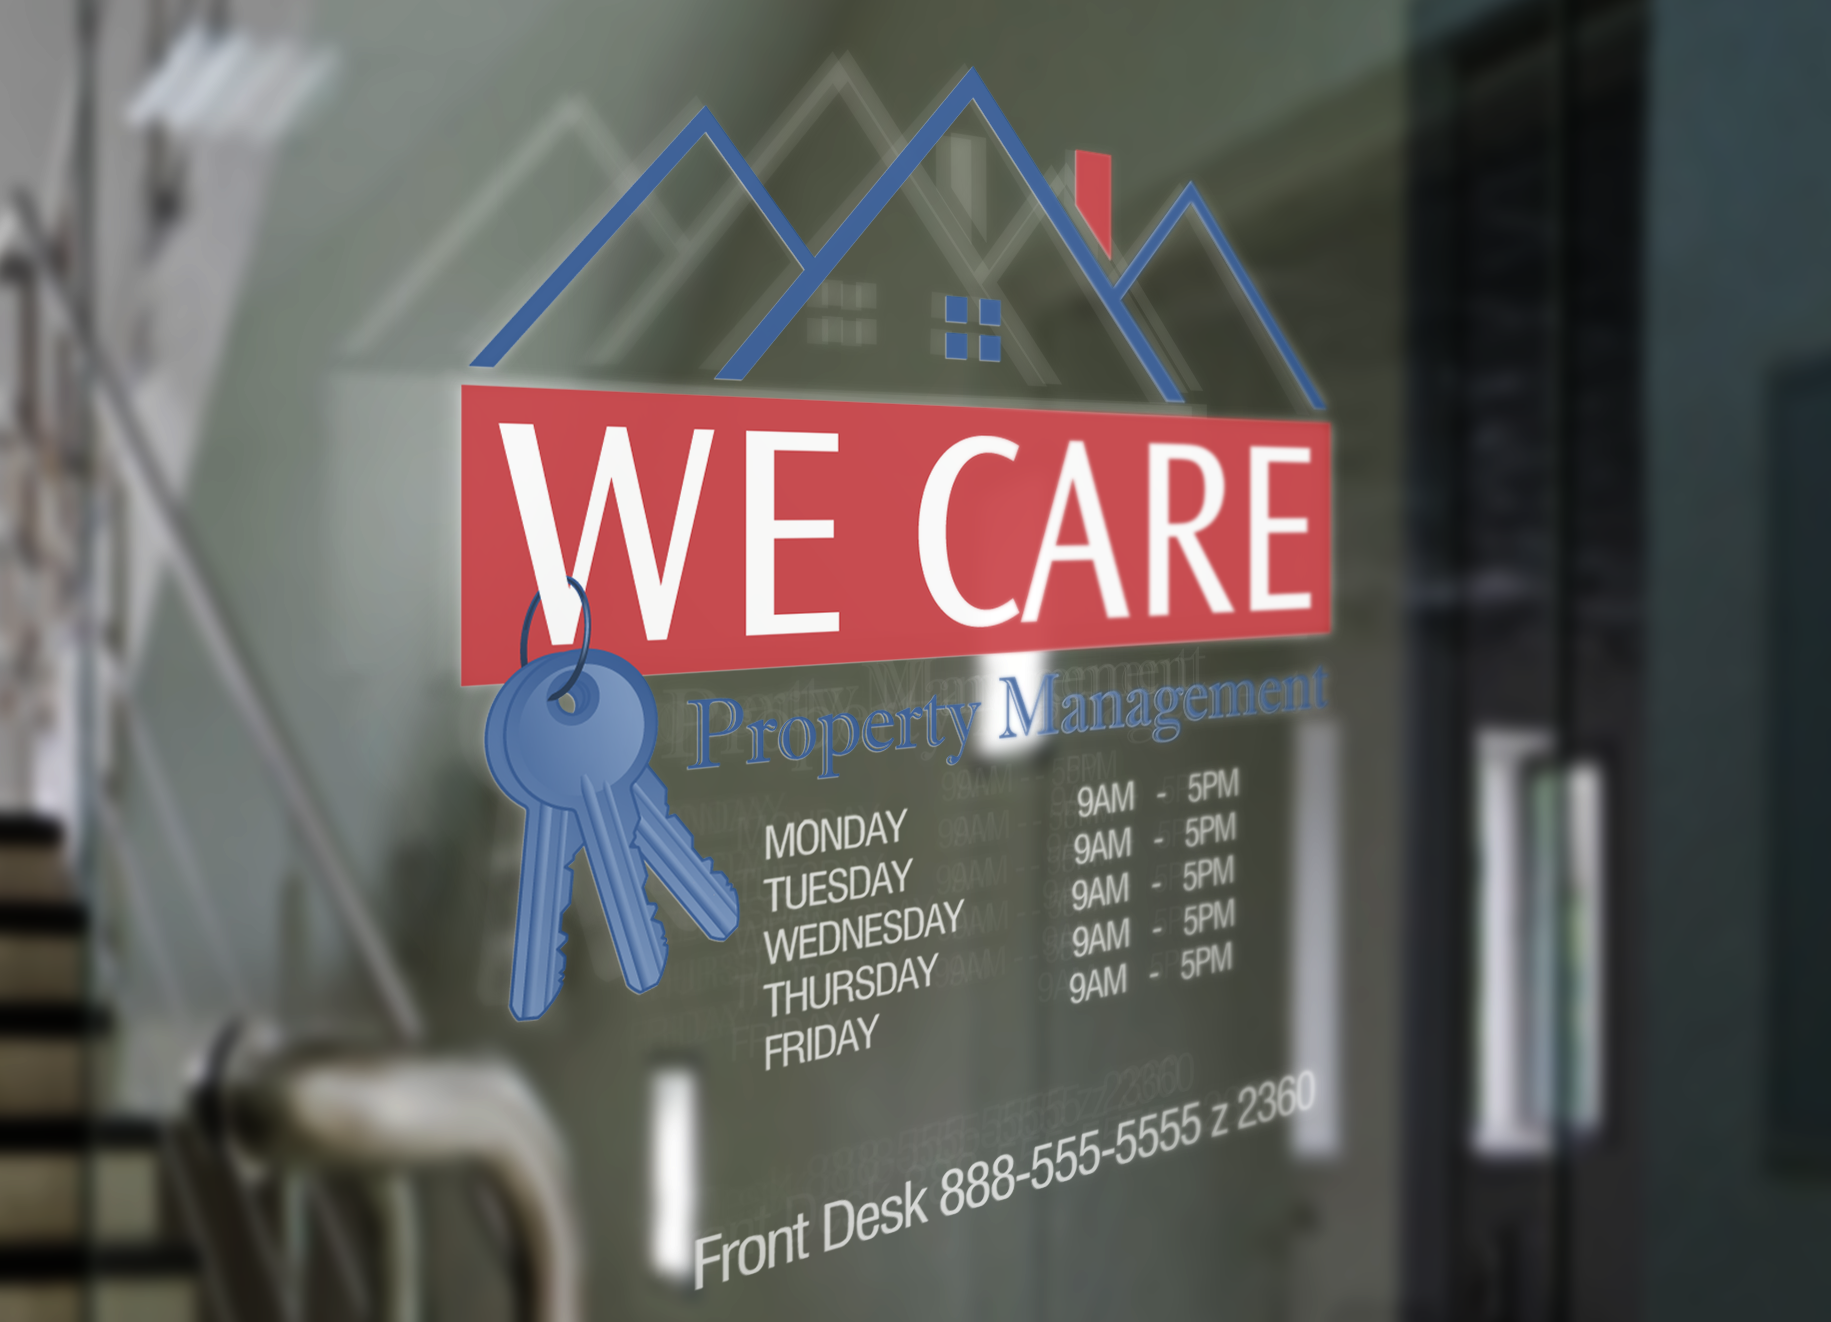 WE CARE
Property Management
MONDAY 9AM - 5PM
TUESDAY 9AM - 5PM
WEDNESDAY 9AM - 5PM
THURSDAY 9AM - 5PM
FRIDAY 9AM - 5PM
Front Desk 888-555-5555 z 2360